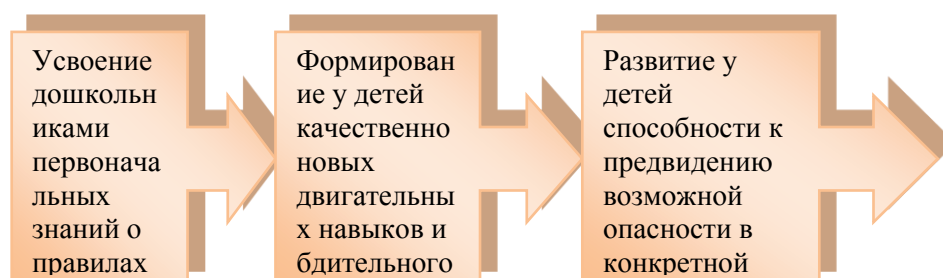 Усвоение
дошкольн
иками
первонача
льных
знаний о
правилах
Формирован
ие у детей
качественно
новых
двигательны
х навыков и
бдительного
Развитие у
детей
способности к
предвидению
возможной
опасности в
конкретной